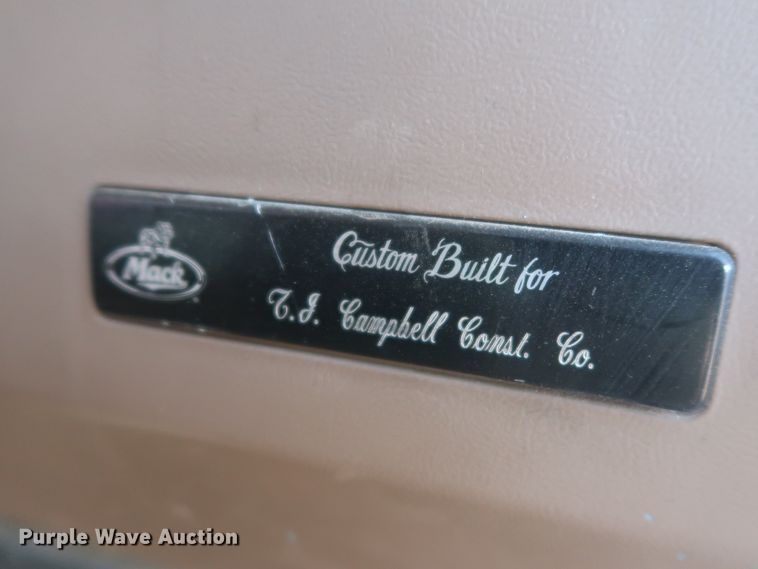 Mack
Custom Built for
T.J. Campbell Const. Co.
Purple Wave Auction